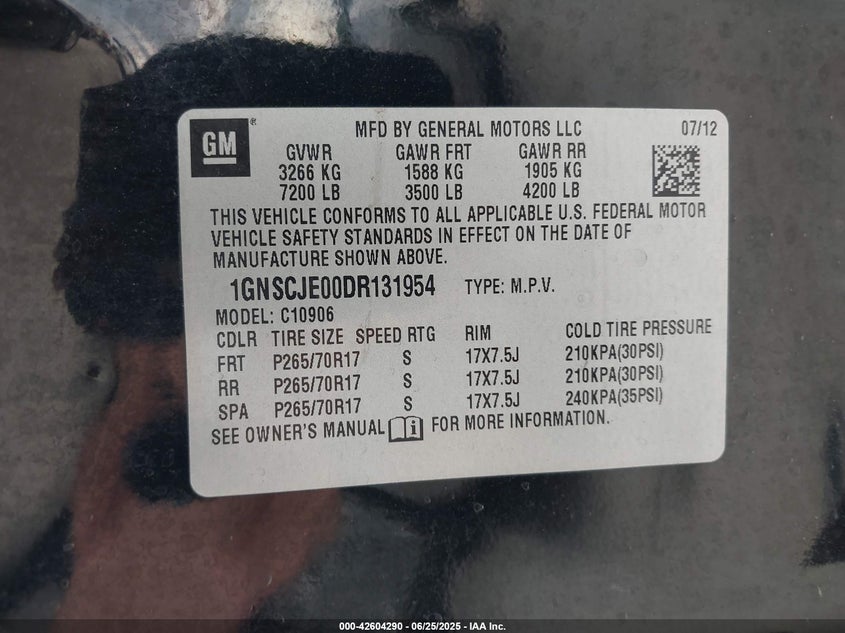 GM ®
MFD BY GENERAL MOTORS LLC 07/12
GVWR GAWR FRT GAWR RR
3266 KG 1588 KG 1905 KG
7200 LB 3500 LB 4200 LB
THIS VEHICLE CONFORMS TO ALL APPLICABLE U.S. FEDERAL MOTOR
VEHICLE SAFETY STANDARDS IN EFFECT ON THE DATE OF
MANUFACTURE SHOWN ABOVE.
1GNSCJE00DR131954 TYPE: M.P.V.
MODEL: C10906
CDLR TIRE SIZE SPEED RTG RIM COLD TIRE PRESSURE
FRT P265/70R17 S 17X7.5J 210KPA(30PSI)
RR P265/70R17 S 17X7.5J 210KPA(30PSI)
SPA P265/70R17 S 17X7.5J 240KPA(35PSI)
SEE OWNER'S MANUAL i FOR MORE INFORMATION.
000-42604290 - 06/25/2025 - IAA Inc.